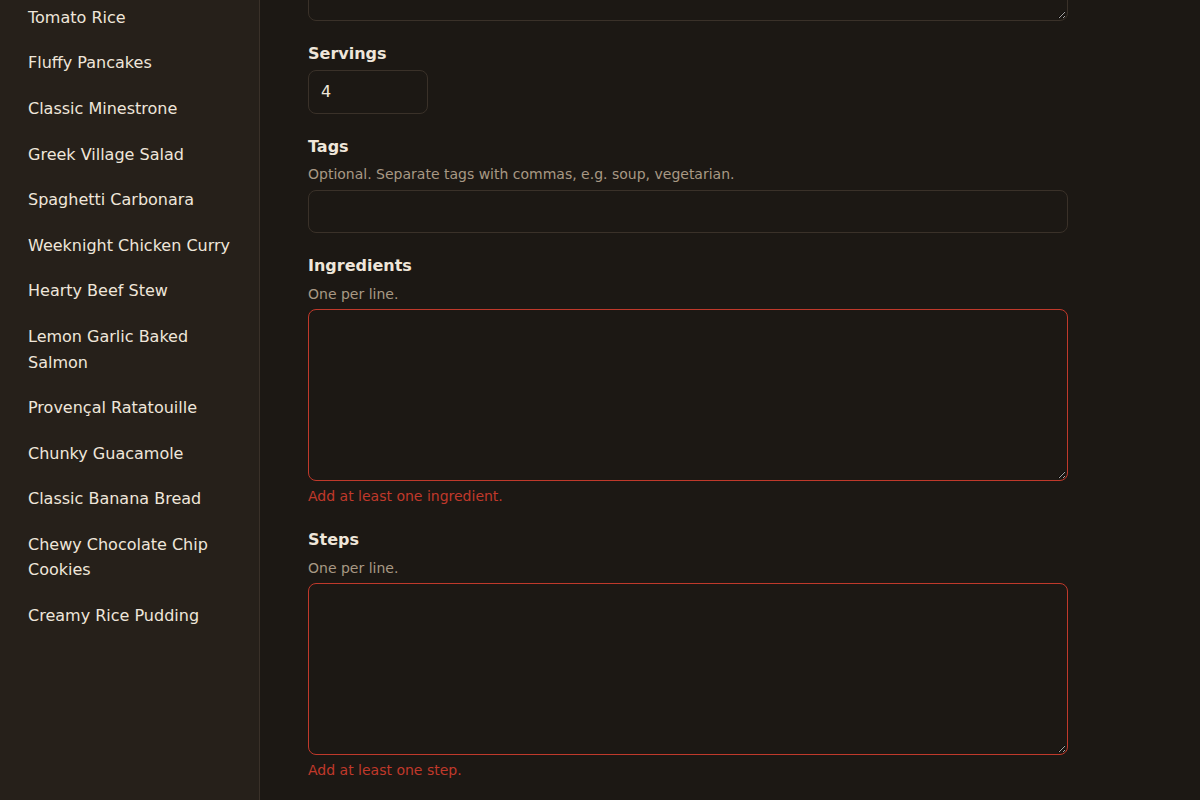 Tomato Rice
Fluffy Pancakes
Classic Minestrone
Greek Village Salad
Spaghetti Carbonara
Weeknight Chicken Curry
Hearty Beef Stew
Lemon Garlic Baked
Salmon
Provençal Ratatouille
Chunky Guacamole
Classic Banana Bread
Chewy Chocolate Chip
Cookies
Creamy Rice Pudding
Servings
4
Tags
Optional. Separate tags with commas, e.g. soup, vegetarian.
Ingredients
One per line.
Add at least one ingredient.
Steps
One per line.
Add at least one step.